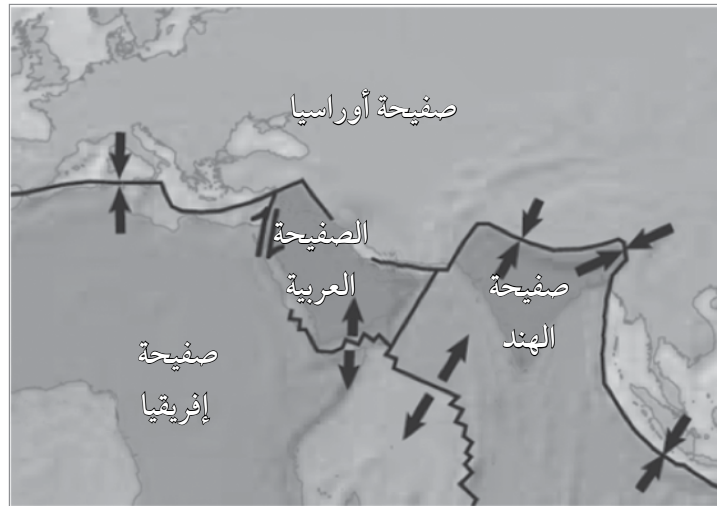 صفيحة أوراسيا
الصفيحة
العربية
صفيحة
الهند
صفيحة
إفريقيا